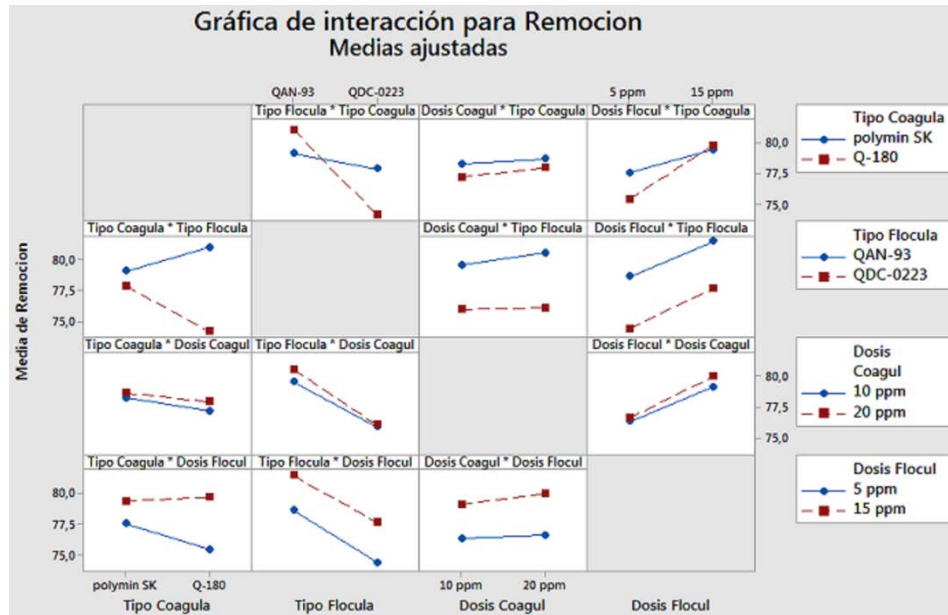 Gráfica de interacción para Remocion
Medias ajustadas
QAN-93 QDC-0223 5 ppm 15 ppm
Tipo Flocula * Tipo Coagula Dosis Coagul * Tipo Coagula Dosis Flocul * Tipo Coagula
80,0
77,5
75,0
Tipo Coagula
polymin SK
Q-180
Tipo Coagula * Tipo Flocula Dosis Coagul * Tipo Flocula Dosis Flocul * Tipo Flocula
80,0
77,5
75,0
Tipo Flocula
QAN-93
QDC-0223
Media de Remocion
Tipo Coagula * Dosis Coagul Tipo Flocula * Dosis Coagul Dosis Flocul * Dosis Coagul
80,0
77,5
75,0
Dosis
Coagul
10 ppm
20 ppm
Tipo Coagula * Dosis Flocul Tipo Flocula * Dosis Flocul Dosis Coagul * Dosis Flocul
80,0
77,5
75,0
Dosis Flocul
5 ppm
15 ppm
polymin SK Q-180 10 ppm 20 ppm
Tipo Coagula Tipo Flocula Dosis Coagul Dosis Flocul